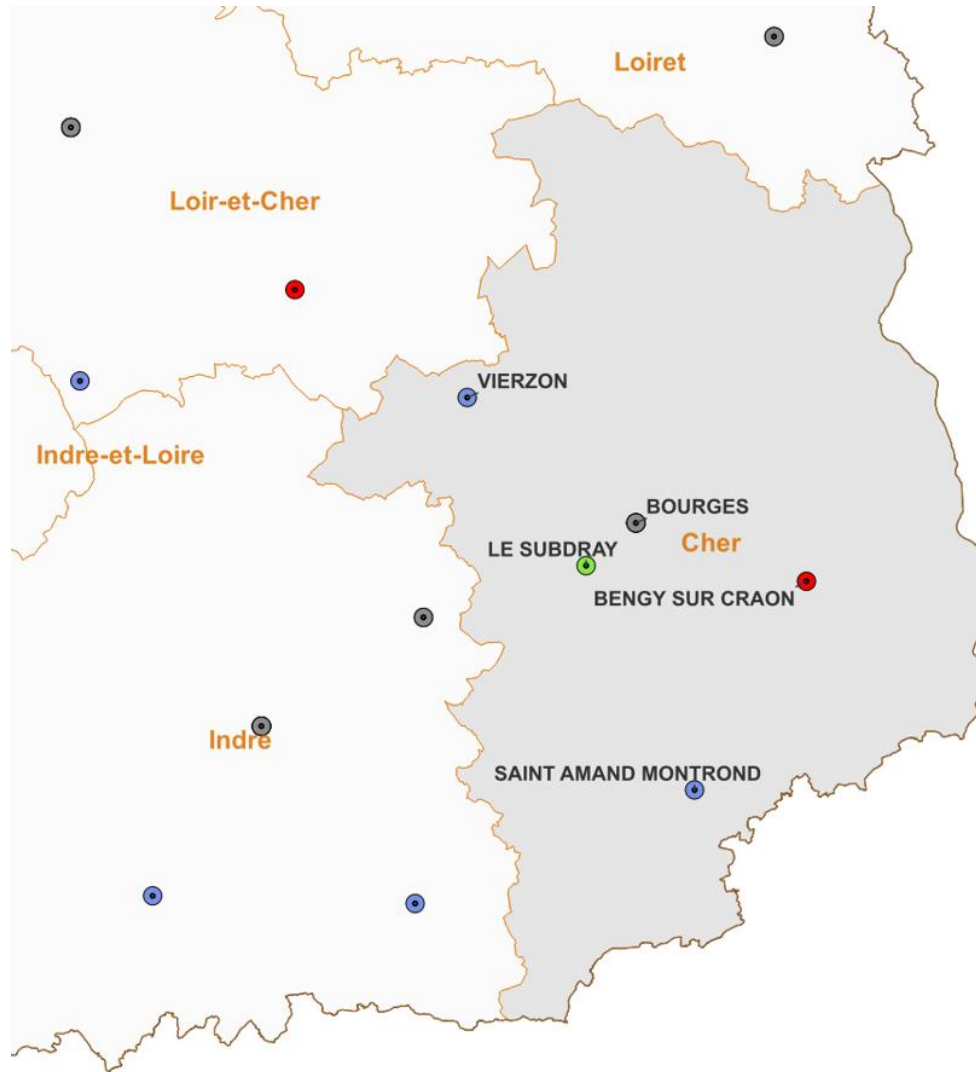 Loiret
Loir-et-Cher
VIERZON
Indre-et-Loire
BOURGES
LE SUBDRAY
Cher
BENGY SUR CRAON
Indre
SAINT AMAND MONTROND